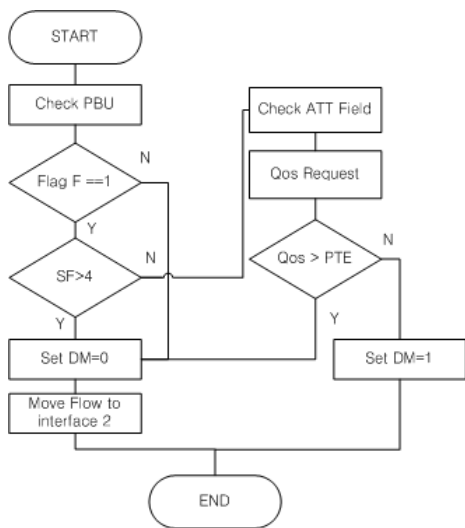 START
Check PBU
N
Flag F ==1
Y
N
SF>4
Y
Set DM=0
Move Flow to
interface 2
Check ATT Field
Qos Request
N
Qos > PTE
Y
Set DM=1
END